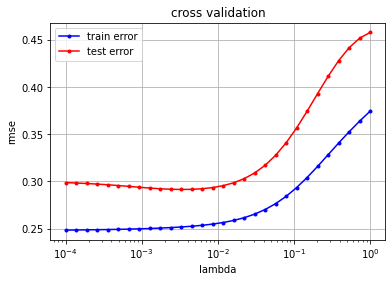 cross validation
train error
test error
0.45
0.40
0.35
0.30
0.25
rmse
10⁻⁴
10⁻³
10⁻²
10⁻¹
10⁰
lambda